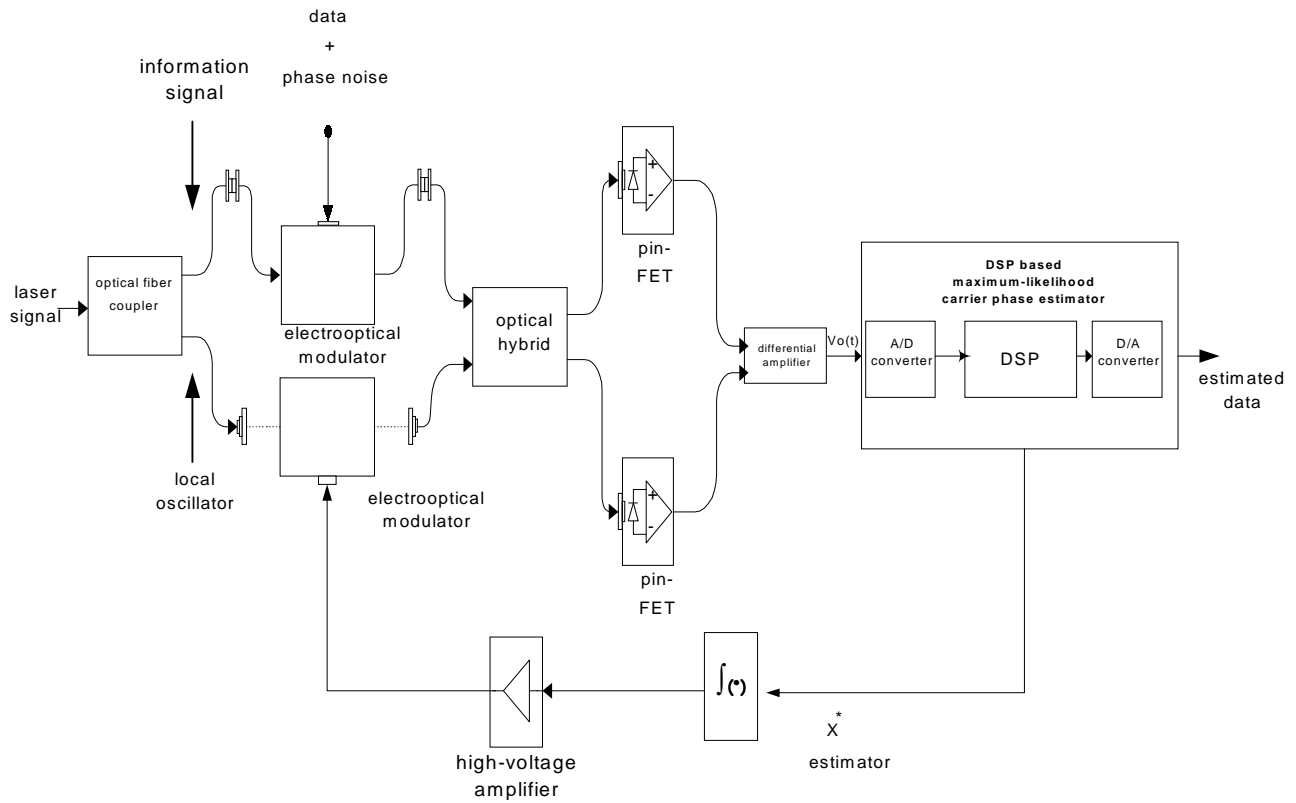 data
+
phase noise
information
signal
laser
signal
optical fiber
coupler
electrooptical
modulator
local
oscillator
electrooptical
modulator
optical
hybrid
+
-
pin-
FET
+
-
pin-
FET
differential
amplifier
Vo(t)
DSP based
maximum-likelihood
carrier phase estimator
A/D
converter
DSP
D/A
converter
estimated
data
∫(•)
X*
estimator
high-voltage
amplifier